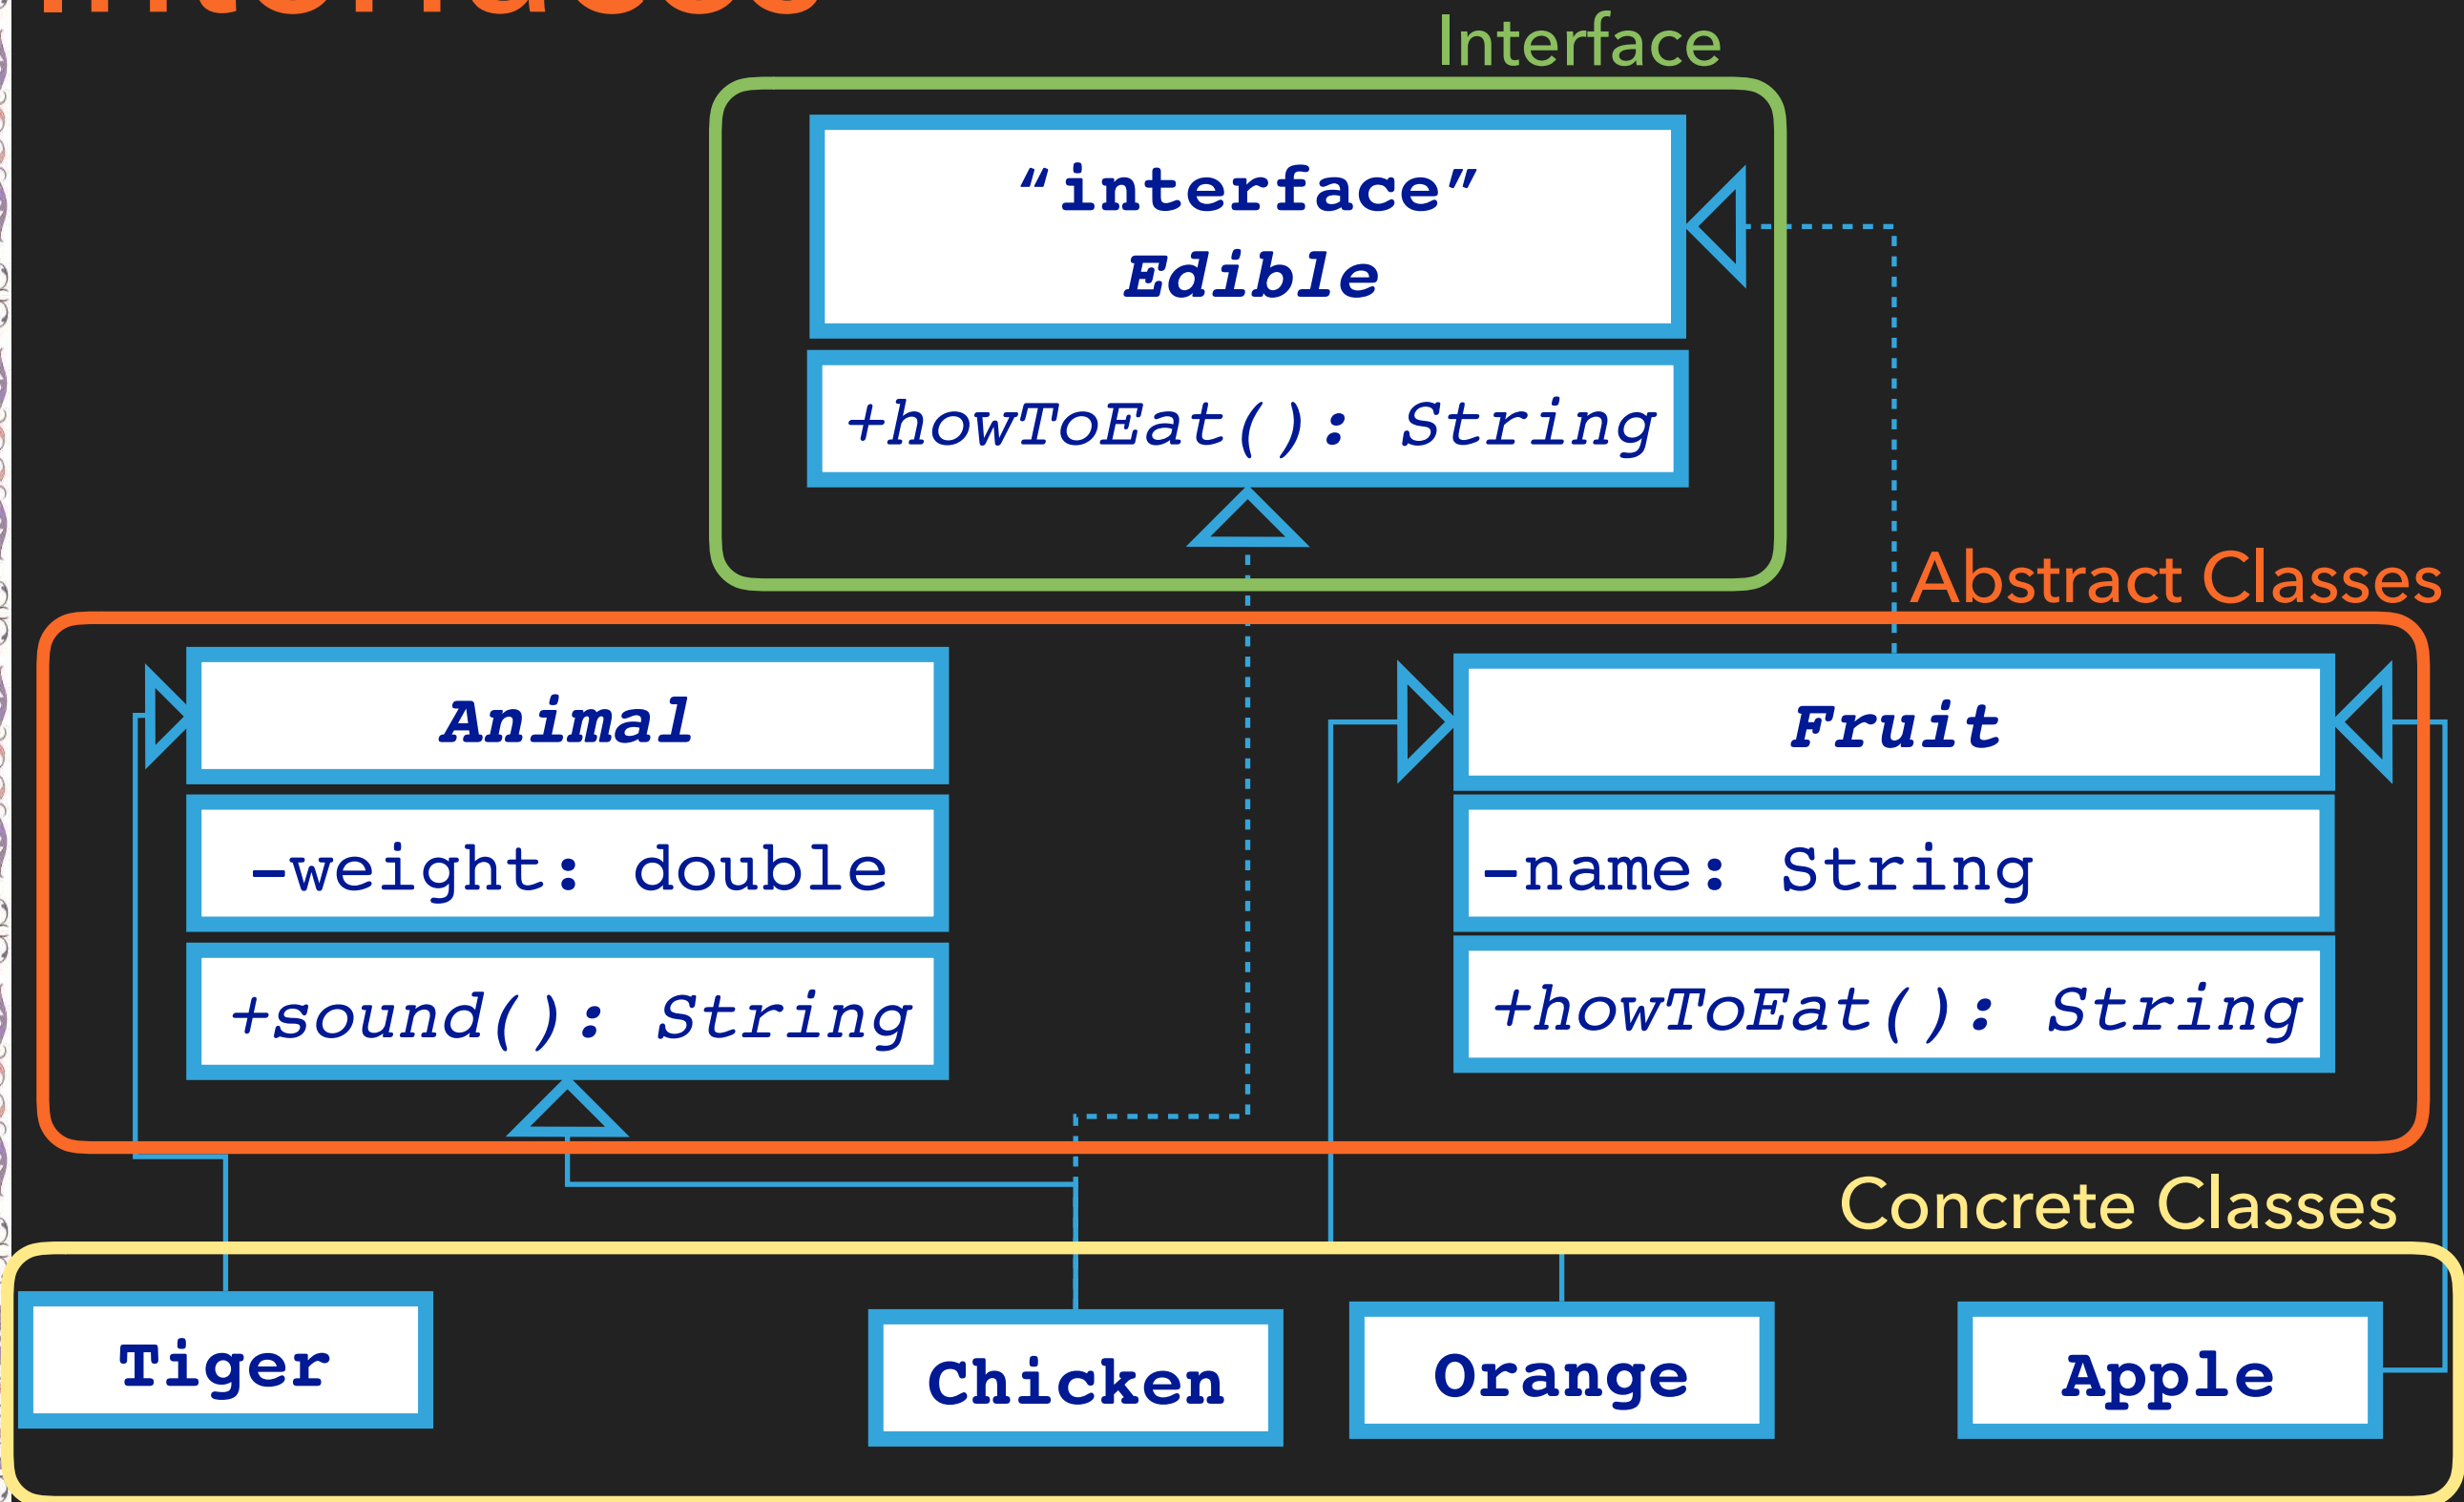 Interface
“interface”
Edible
+howToEat(): String
Abstract Classes
Animal
-weight: double
+sound(): String
Fruit
-name: String
+howToEat(): String
Concrete Classes
Tiger
Chicken
Orange
Apple